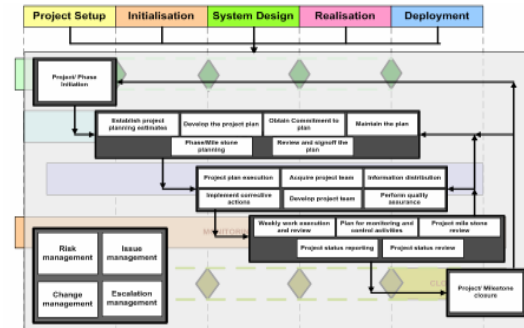 Project Setup
Initialisation
System Design
Realisation
Deployment
Project/ Phase
Initiation
Establish project
planning estimates
Develop the project plan
Obtain Commitment to
plan
Maintain the plan
Phase/Mile stone
planning
Review and signoff the
plan
Project plan execution
Acquire project team
Information distribution
Implement corrective
actions
Develop project team
Perform quality
assurance
Weekly work execution
and review
Plan for monitoring and
control activities
Project mile stone
review
Project status reporting
Project status review
Risk
management
Issue
management
Change
management
Escalation
management
Project/ Milestone
closure